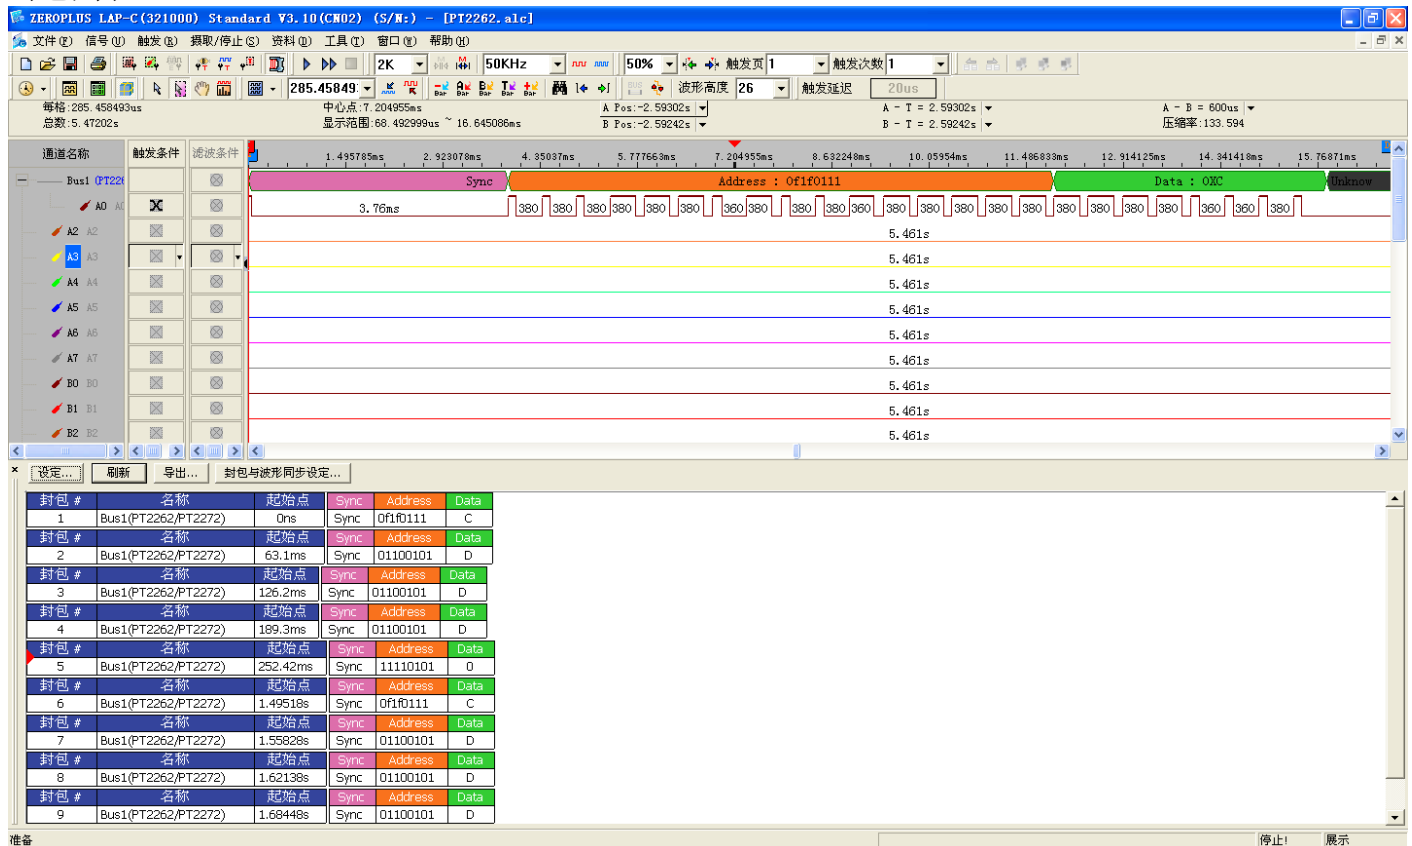 ZEROPLUS LAP-C(321000) Standard V3.10(CN02) (S/N:) - [PT2262.alc]
文件(F) 信号(U) 触发(R) 撷取/停止(S) 资料(D) 工具(T) 窗口(W) 帮助(H)
2K 50KHz 50% 触发页 1 触发次数 1
285.45849: 波形高度 26 触发延迟 20us
每格:285.458493us 中心点:7.204955ms A Pos:-2.59302s A - T = 2.59302s A - B = 600us
总数:5.47202s 显示范围:68.492999us ~ 16.645086ms B Pos:-2.59242s B - T = 2.59242s 压缩率:133.594
通道名称 触发条件 滤波条件 1.495785ms 2.923078ms 4.35037ms 5.777663ms 7.204955ms 8.632248ms 10.05954ms 11.486833ms 12.914125ms 14.341418ms 15.76871ms
Bus1 (PT226 Sync Address : 0f1f0111 Data : 0XC Unknow
A0 A0 3.76ms 380 380 380 380 380 380 360 380 380 380 360 380 380 380 380 380 380 380 380 360 360 380
A2 A2 5.461s
A3 A3 5.461s
A4 A4 5.461s
A5 A5 5.461s
A6 A6 5.461s
A7 A7 5.461s
B0 B0 5.461s
B1 B1 5.461s
B2 B2 5.461s
设定... 刷新 导出... 封包与波形同步设定...
封包 # 名称 起始点 Sync Address Data
1 Bus1(PT2262/PT2272) 0ns Sync 0f1f0111 C
封包 # 名称 起始点 Sync Address Data
2 Bus1(PT2262/PT2272) 63.1ms Sync 01100101 D
封包 # 名称 起始点 Sync Address Data
3 Bus1(PT2262/PT2272) 126.2ms Sync 01100101 D
封包 # 名称 起始点 Sync Address Data
4 Bus1(PT2262/PT2272) 189.3ms Sync 01100101 D
封包 # 名称 起始点 Sync Address Data
5 Bus1(PT2262/PT2272) 252.42ms Sync 11110101 0
封包 # 名称 起始点 Sync Address Data
6 Bus1(PT2262/PT2272) 1.49518s Sync 0f1f0111 C
封包 # 名称 起始点 Sync Address Data
7 Bus1(PT2262/PT2272) 1.55828s Sync 01100101 D
封包 # 名称 起始点 Sync Address Data
8 Bus1(PT2262/PT2272) 1.62138s Sync 01100101 D
封包 # 名称 起始点 Sync Address Data
9 Bus1(PT2262/PT2272) 1.68448s Sync 01100101 D
准备 停止! 展示